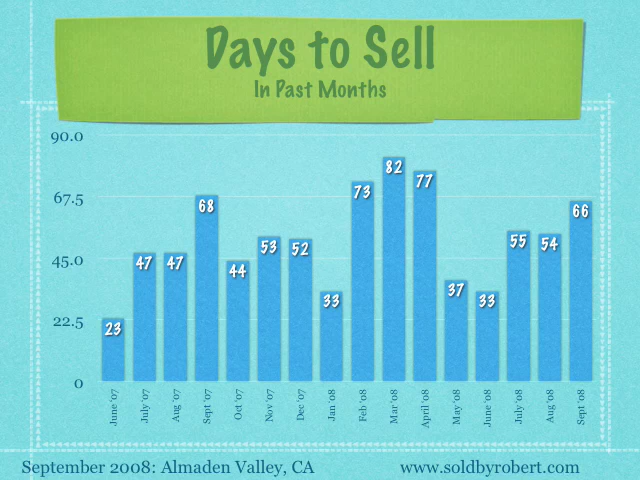 Days to Sell
In Past Months
90.0
67.5
45.0
22.5
0
23
47
47
68
44
53
52
33
73
82
77
37
33
55
54
66
June '07
July '07
Aug '07
Sept '07
Oct '07
Nov '07
Dec '07
Jan '08
Feb '08
Mar '08
April '08
May '08
June '08
July '08
Aug '08
Sept '08
September 2008: Almaden Valley, CA
www.soldbyrobert.com